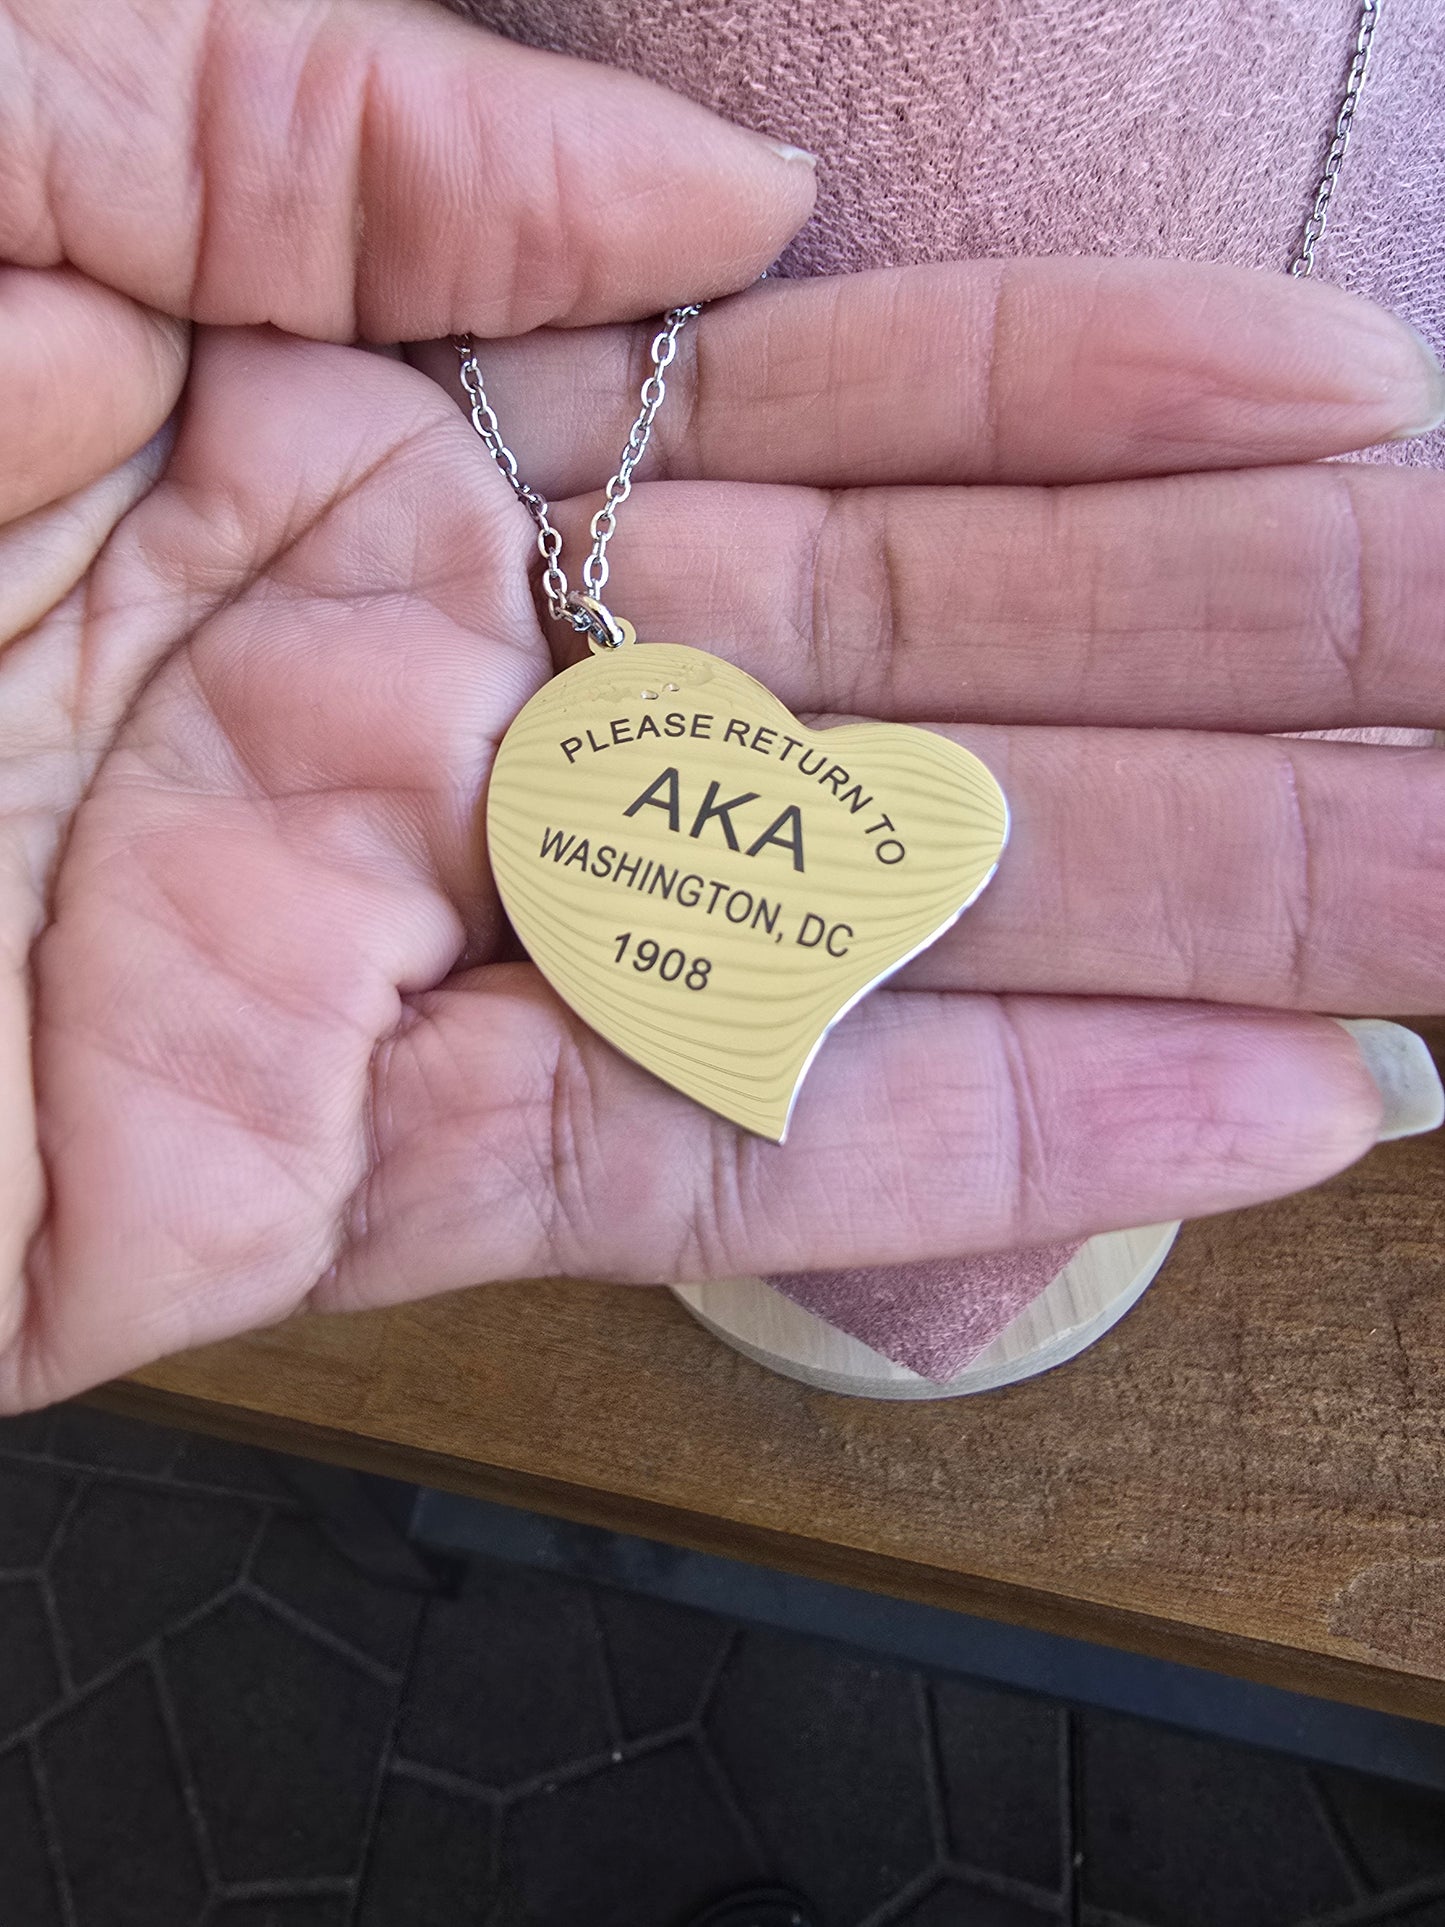 PLEASE RETURN TO
AKA
WASHINGTON, DC
1908